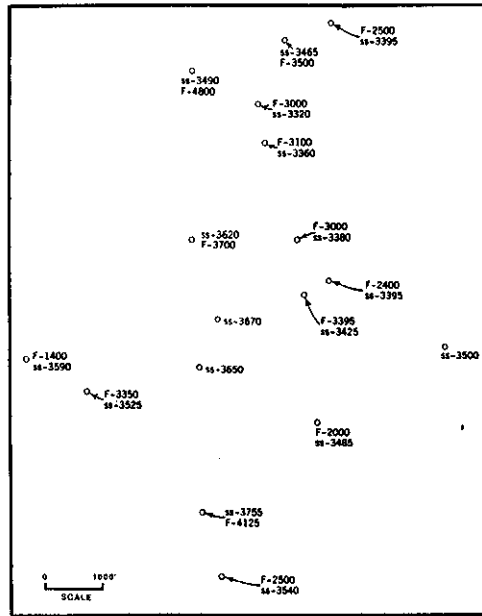 F-2500
ss-3395
ss-3465
F-3500
ss-3490
F-4800
F-3000
ss-3320
F-3100
ss-3360
ss-3620
F-3700
F-3000
ss-3380
F-2400
ss-3395
F-3395
ss-3425
ss-3670
ss-3500
F-1400
ss-3590
ss-3650
F-3350
ss-3525
F-2000
ss-3485
ss-3755
F-4125
F-2500
ss-3540
0 1000'
SCALE